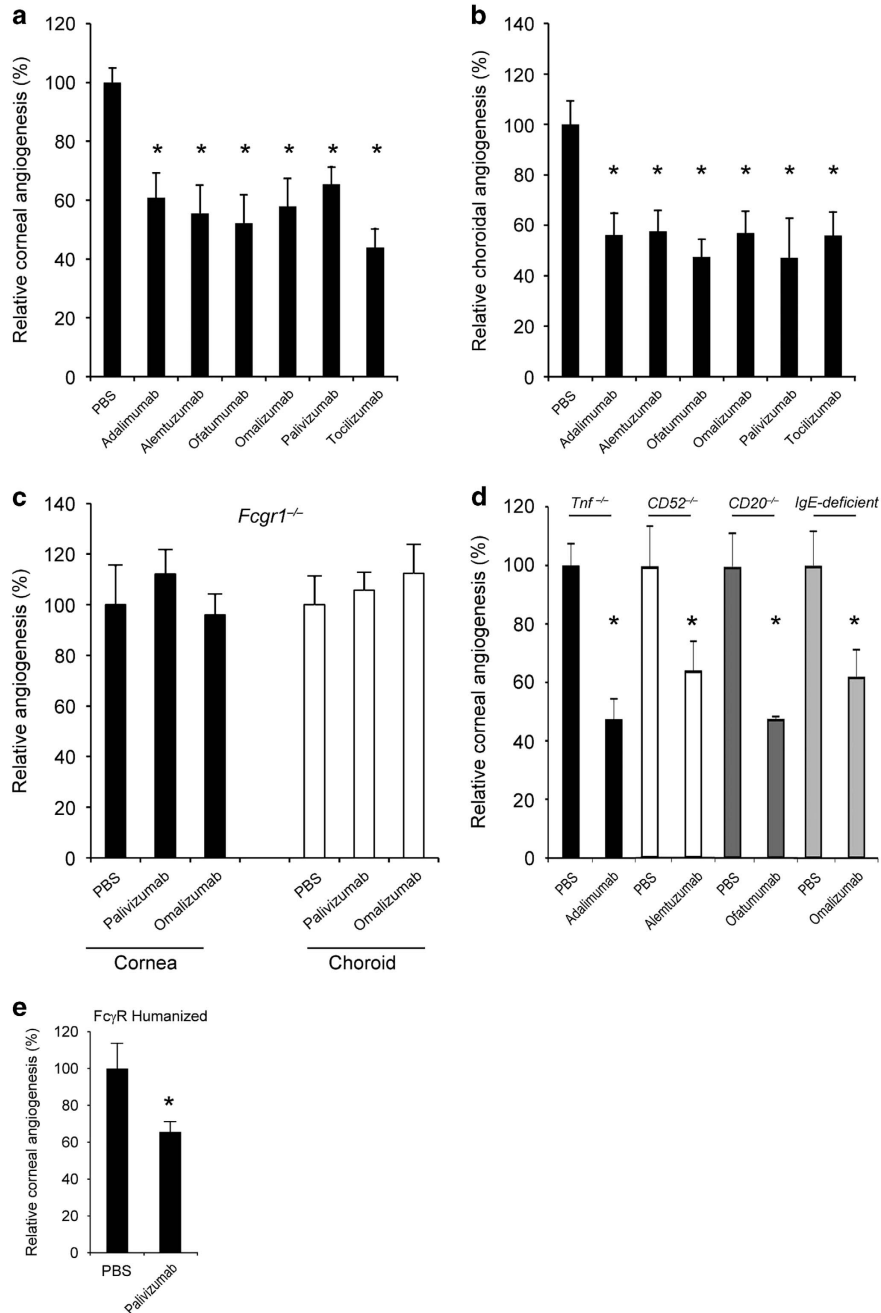 a
Relative corneal angiogenesis (%)
120
100
80
60
40
20
0
* * * * * *
PBS
Adalimumab
Alemtuzumab
Ofatumumab
Omalizumab
Palivizumab
Tocilizumab
b
Relative choroidal angiogenesis (%)
140
120
100
80
60
40
20
0
* * * * * *
PBS
Adalimumab
Alemtuzumab
Ofatumumab
Omalizumab
Palivizumab
Tocilizumab
c
Relative angiogenesis (%)
140
120
100
80
60
40
20
0
Fcgr1–/–
PBS
Palivizumab
Omalizumab
Cornea
PBS
Palivizumab
Omalizumab
Choroid
d
Relative corneal angiogenesis (%)
120
100
80
60
40
20
0
Tnf –/– CD52–/– CD20–/– IgE-deficient
* * * *
PBS
Adalimumab
PBS
Alemtuzumab
PBS
Ofatumumab
PBS
Omalizumab
e
FcγR Humanized
Relative corneal angiogenesis (%)
120
100
80
60
40
20
0
*
PBS
Palivizumab